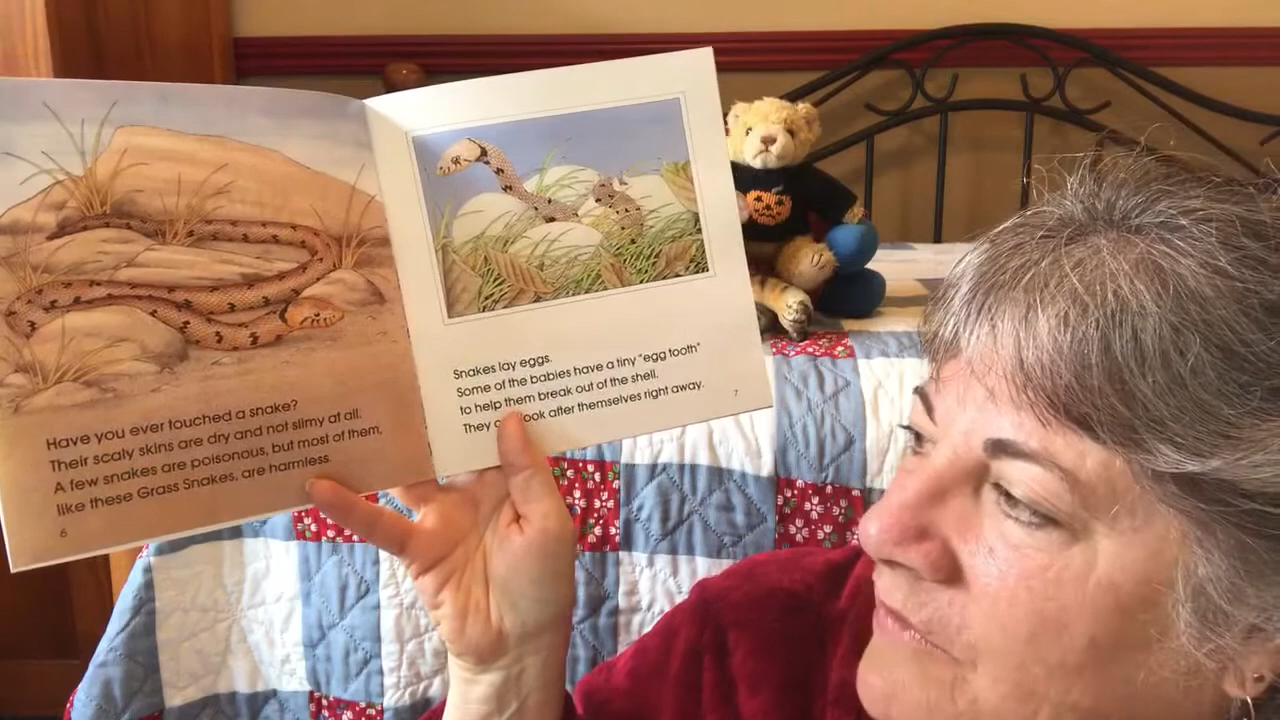 Have you ever touched a snake?
Their scaly skins are dry and not slimy at all.
A few snakes are poisonous, but most of them,
like these Grass Snakes, are harmless.
6
Snakes lay eggs.
Some of the babies have a tiny "egg tooth"
to help them break out of the shell.
They look after themselves right away.
7